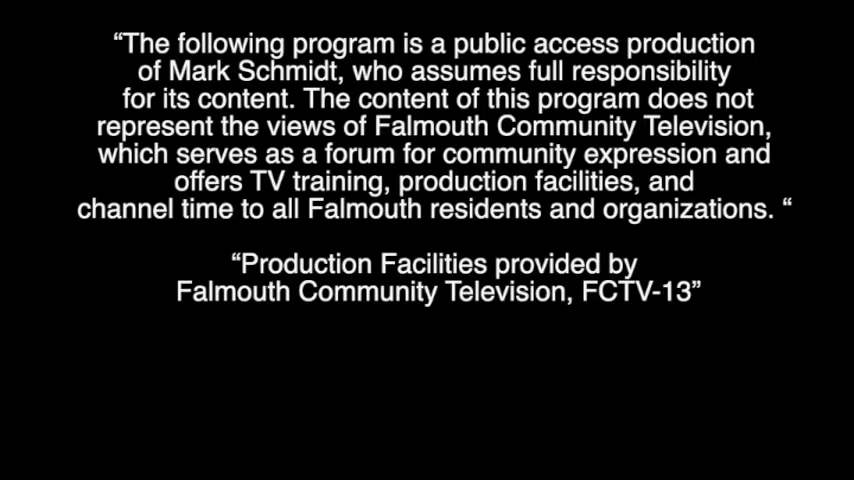 “The following program is a public access production
of Mark Schmidt, who assumes full responsibility
for its content. The content of this program does not
represent the views of Falmouth Community Television,
which serves as a forum for community expression and
offers TV training, production facilities, and
channel time to all Falmouth residents and organizations. “
“Production Facilities provided by
Falmouth Community Television, FCTV-13”